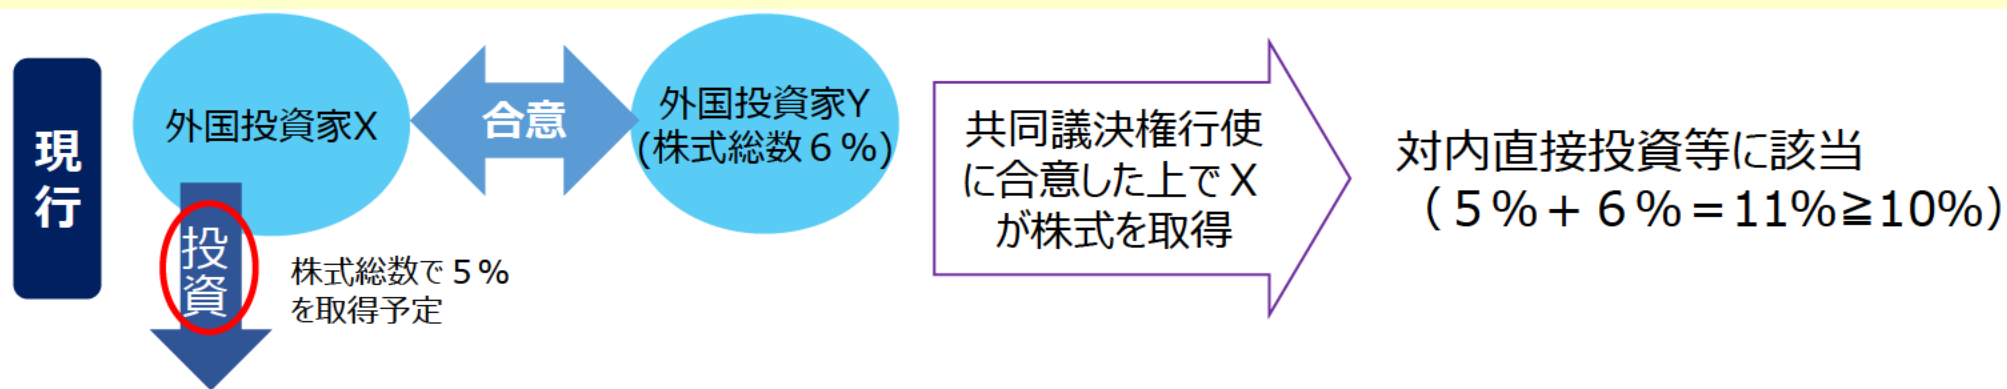 現
行
外国投資家X
合意
外国投資家Y
(株式総数６%)
投
資
株式総数で５%
を取得予定
共同議決権行使
に合意した上でX
が株式を取得
対内直接投資等に該当
（５%＋６%＝11%≧10%）